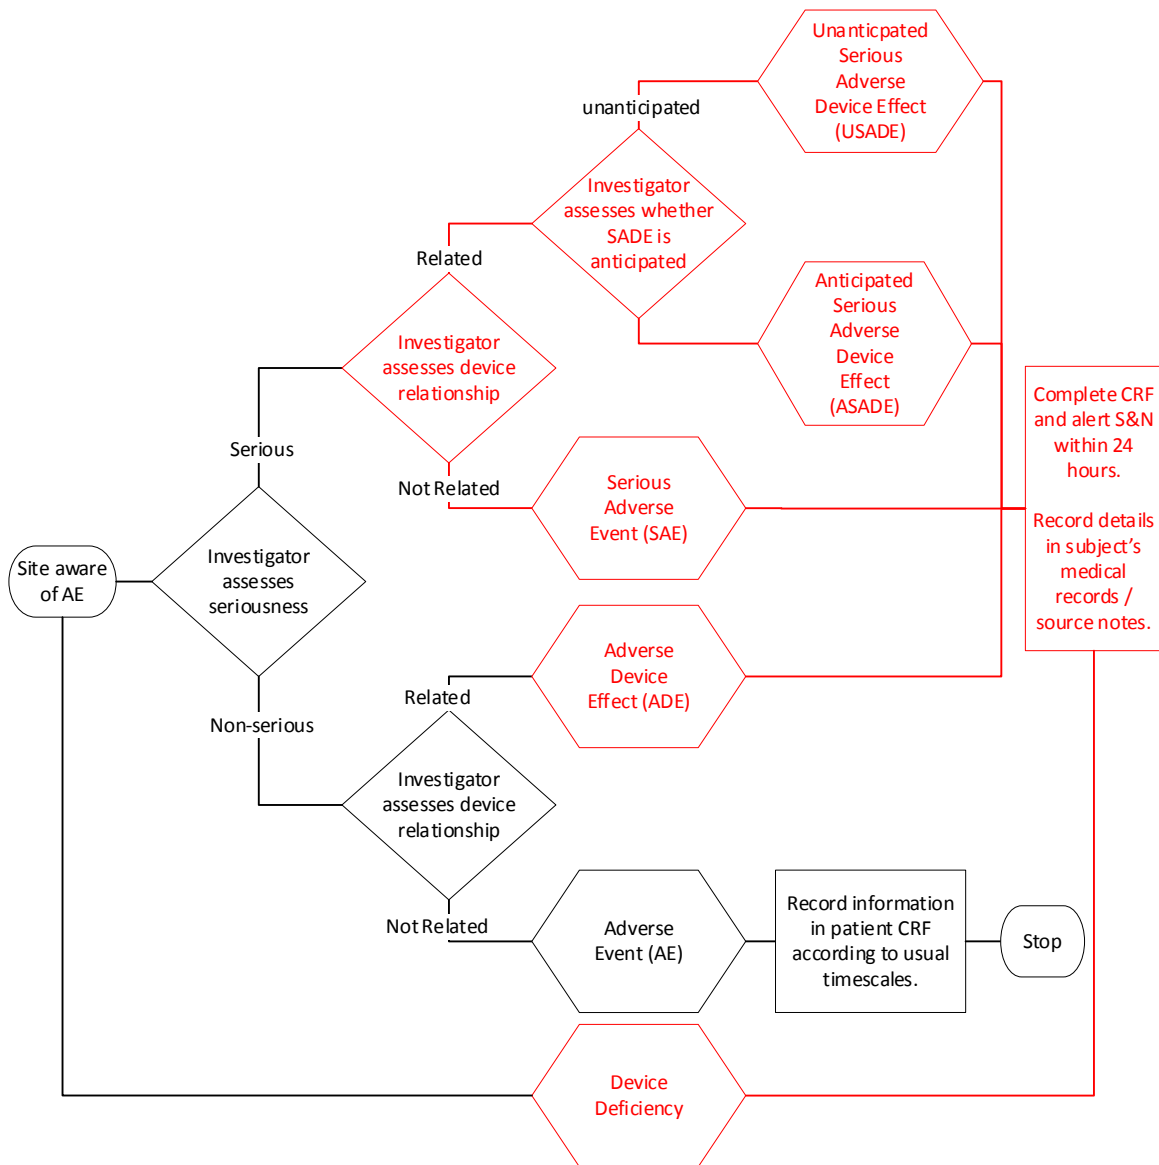 Unanticpated
Serious
Adverse
Device Effect
(USADE)
unanticipated
Investigator
assesses whether
SADE is
anticipated
Related
Anticipated
Serious
Adverse
Device
Effect
(ASADE)
Investigator
assesses device
relationship
Complete CRF
and alert S&N
within 24
hours.
Record details
in subject's
medical
records /
source notes.
Serious
Not Related
Serious
Adverse
Event (SAE)
Site aware
of AE
Investigator
assesses
seriousness
Adverse
Device
Effect (ADE)
Related
Non-serious
Investigator
assesses device
relationship
Not Related
Adverse
Event (AE)
Record information
in patient CRF
according to usual
timescales.
Stop
Device
Deficiency